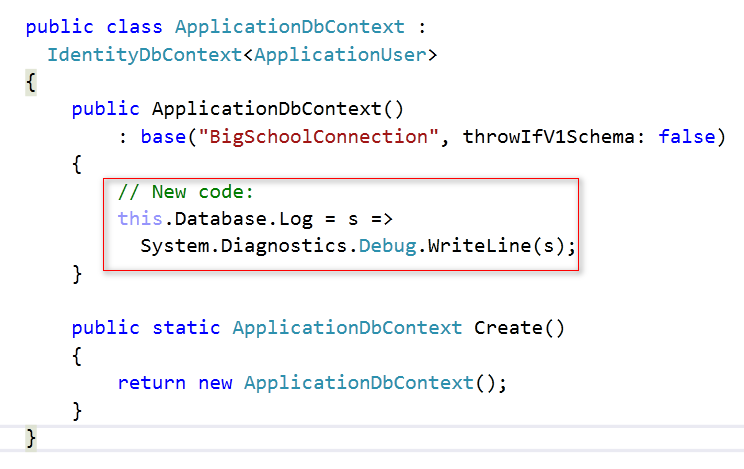 public class ApplicationDbContext :
  IdentityDbContext<ApplicationUser>
{
    public ApplicationDbContext()
        : base("BigSchoolConnection", throwIfV1Schema: false)
    {
        // New code:
        this.Database.Log = s =>
          System.Diagnostics.Debug.WriteLine(s);
    }

    public static ApplicationDbContext Create()
    {
        return new ApplicationDbContext();
    }
}